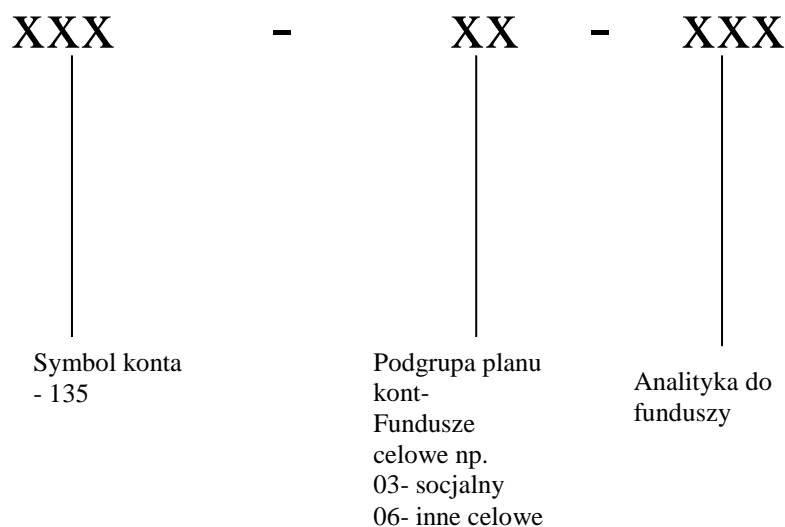 XXX - XX - XXX
Symbol konta
- 135
Podgrupa planu
kont-
Fundusze
celowe np.
03- socjalny
06- inne celowe
Analityka do
funduszy